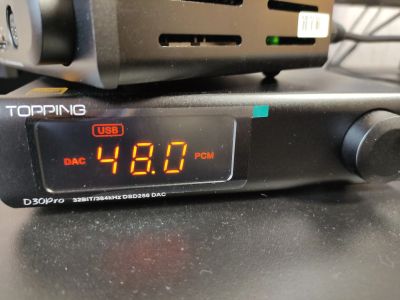 TOPPING
USB
DAC 48.0 PCM
D30Pro 32BIT/384kHz DSD256 DAC